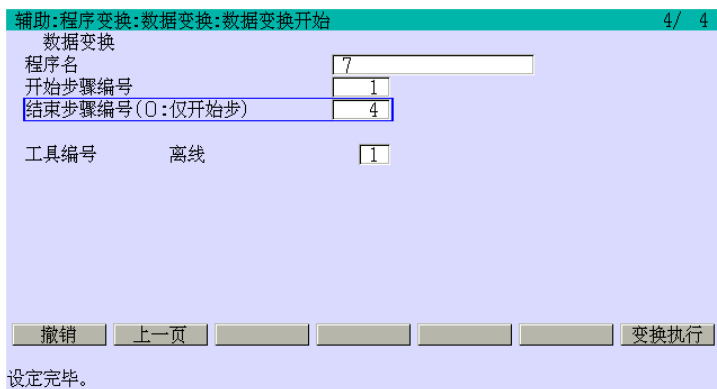 辅助:程序变换:数据变换:数据变换开始 4/ 4
数据变换
程序名 7
开始步骤编号 1
结束步骤编号(0:仅开始步) 4
工具编号 离线 1
撤销 上一页 变换执行
设定完毕。